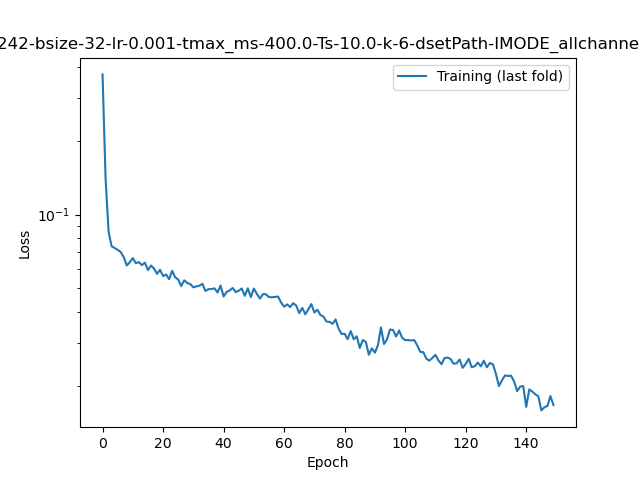 242-bsize-32-lr-0.001-tmax_ms-400.0-Ts-10.0-k-6-dsetPath-IMODE_allchanne
Training (last fold)
10⁻¹
Loss
0 20 40 60 80 100 120 140
Epoch